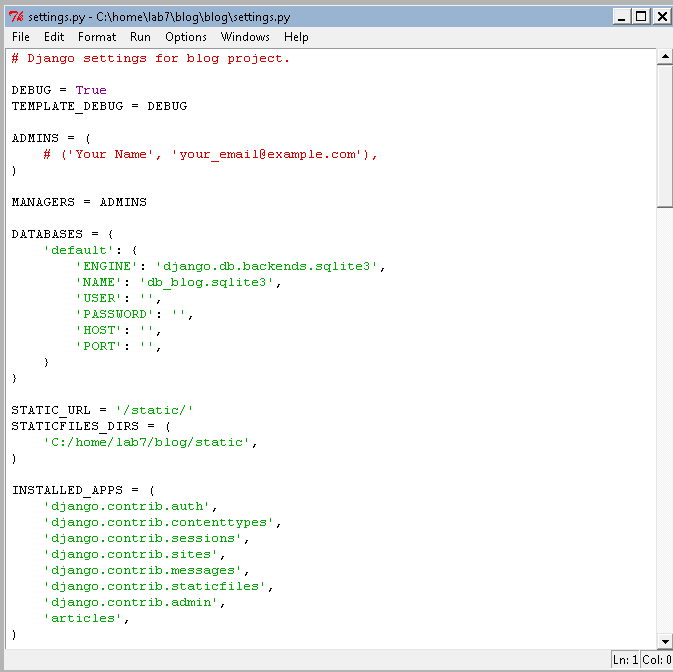 settings.py - C:\home\lab7\blog\blog\settings.py
File Edit Format Run Options Windows Help
# Django settings for blog project.

DEBUG = True
TEMPLATE_DEBUG = DEBUG

ADMINS = (
    # ('Your Name', 'your_email@example.com'),
)

MANAGERS = ADMINS

DATABASES = {
    'default': {
        'ENGINE': 'django.db.backends.sqlite3',
        'NAME': 'db_blog.sqlite3',
        'USER': '',
        'PASSWORD': '',
        'HOST': '',
        'PORT': '',
    }
}

STATIC_URL = '/static/'
STATICFILES_DIRS = (
    'C:/home/lab7/blog/static',
)

INSTALLED_APPS = (
    'django.contrib.auth',
    'django.contrib.contenttypes',
    'django.contrib.sessions',
    'django.contrib.sites',
    'django.contrib.messages',
    'django.contrib.staticfiles',
    'django.contrib.admin',
    'articles',
)
Ln: 1 Col: 0